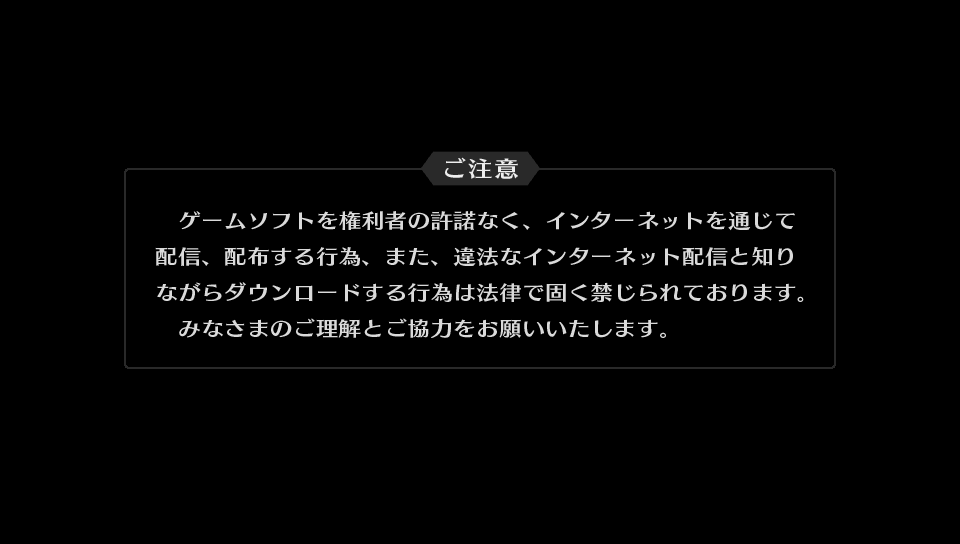 ご注意
　ゲームソフトを権利者の許諾なく、インターネットを通じて
配信、配布する行為、また、違法なインターネット配信と知り
ながらダウンロードする行為は法律で固く禁じられております。
　みなさまのご理解とご協力をお願いいたします。